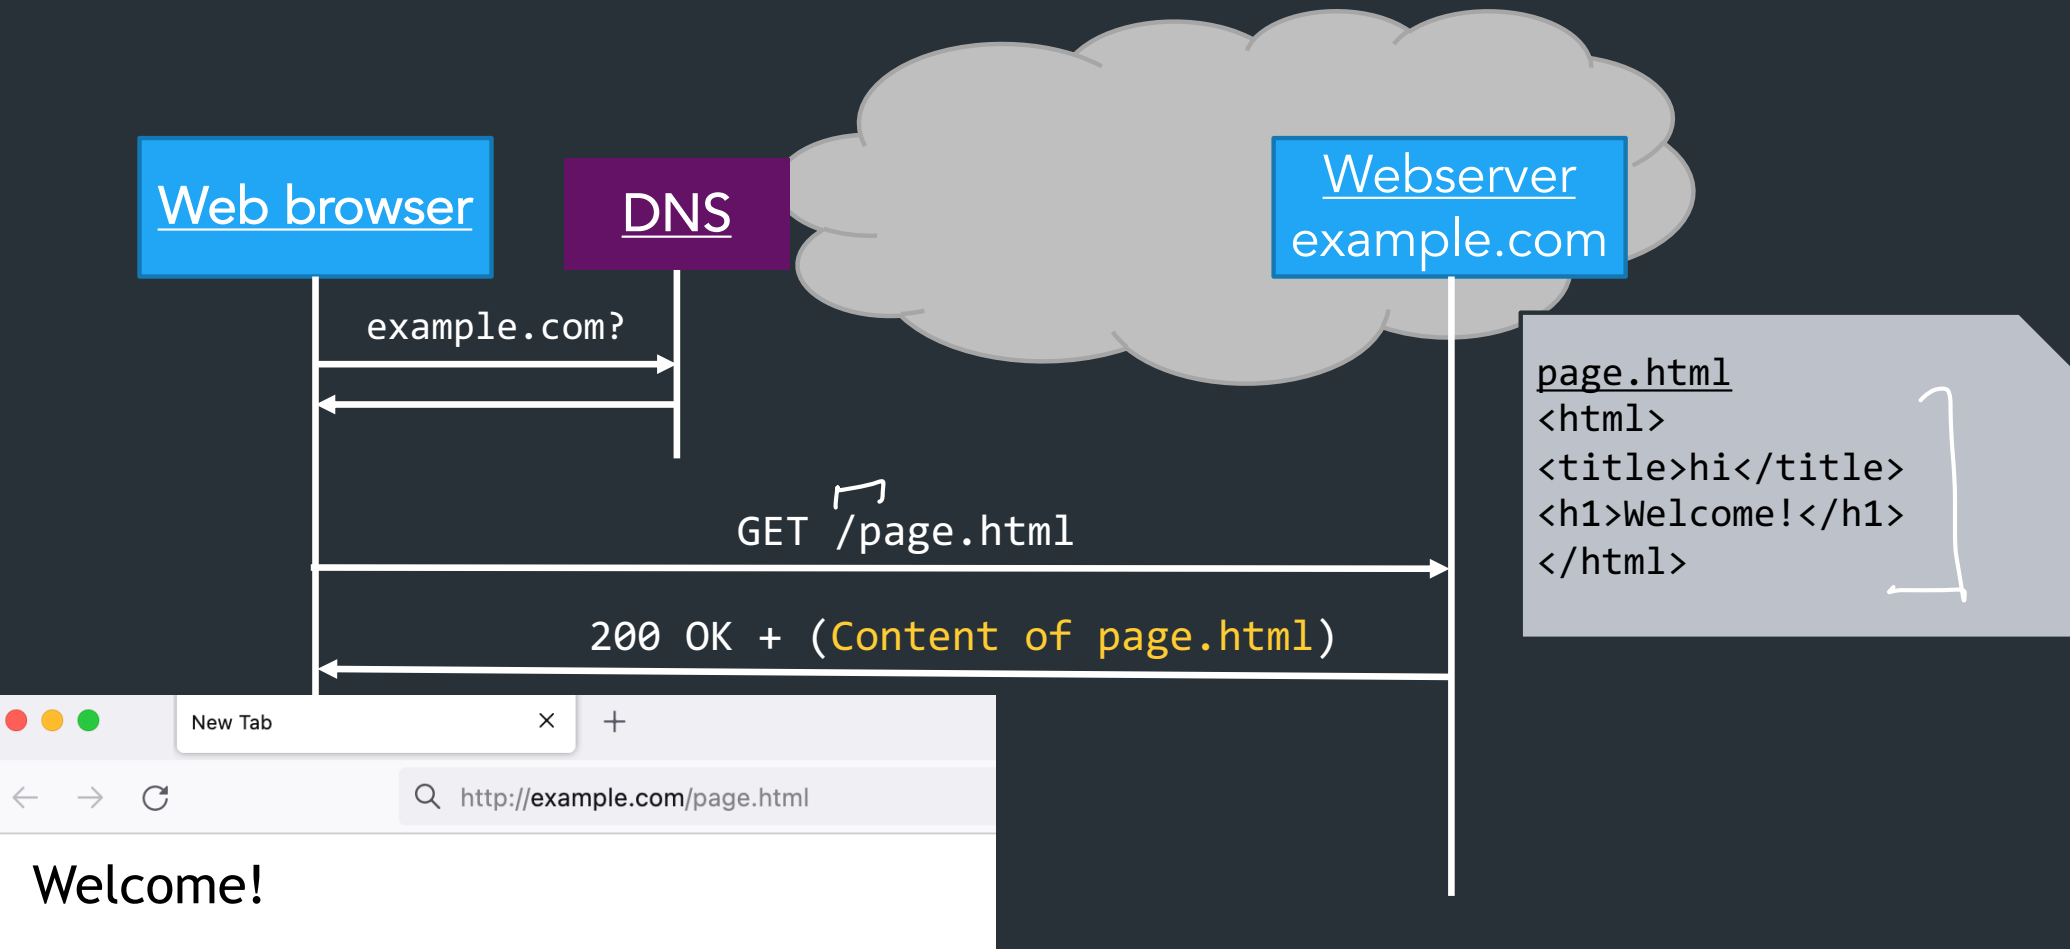 Web browser
DNS
Webserver
example.com
example.com?
page.html
<html>
<title>hi</title>
<h1>Welcome!</h1>
</html>
GET /page.html
200 OK + (Content of page.html)
New Tab
http://example.com/page.html
Welcome!